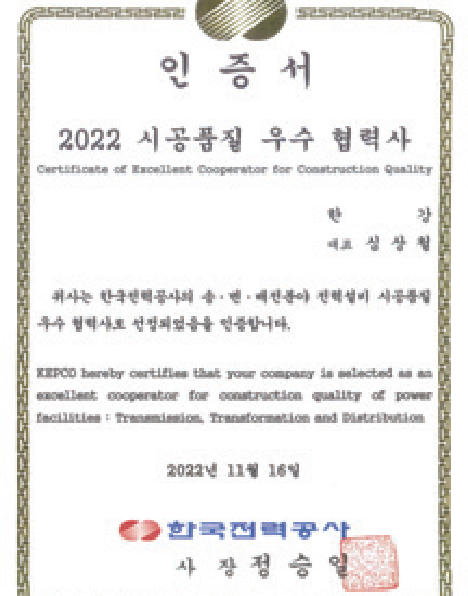 인 증 서
2022 시공품질 우수 협력사
Certificate of Excellent Cooperator for Construction Quality
한 강
대표 심 상 월
귀사는 한국전력공사의 송·변·배전분야 전력설비 시공품질
우수 협력사로 선정되었음을 인증합니다.
KEPCO hereby certifies that your company is selected as an
excellent cooperator for construction quality of power
facilities : Transmission, Transformation and Distribution
2022년 11월 16일
한국전력공사
사 장 정 승 일